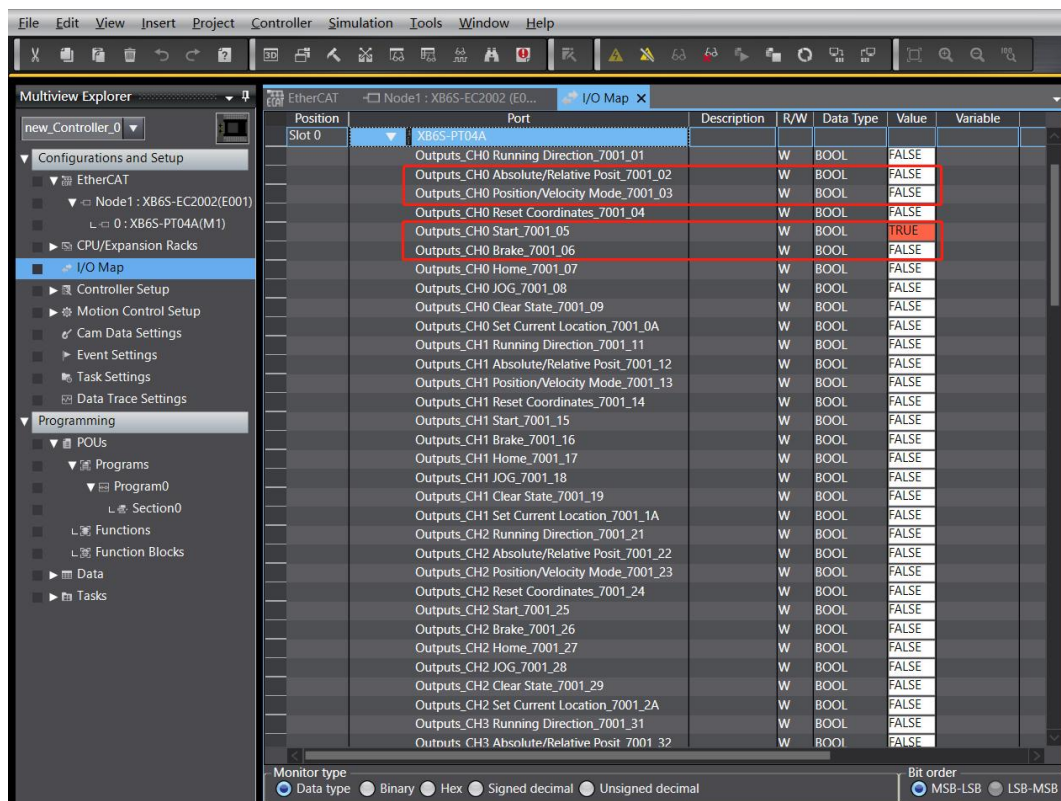 File Edit View Insert Project Controller Simulation Tools Window Help
3D
Multiview Explorer
new_Controller_0
Configurations and Setup
EtherCAT
Node1 : XB6S-EC2002(E001)
0 : XB6S-PT04A(M1)
CPU/Expansion Racks
I/O Map
Controller Setup
Motion Control Setup
Cam Data Settings
Event Settings
Task Settings
Data Trace Settings
Programming
POUs
Programs
Program0
Section0
Functions
Function Blocks
Data
Tasks
EtherCAT Node1 : XB6S-EC2002 (E0... I/O Map
Position Port Description R/W Data Type Value Variable
Slot 0 XB6S-PT04A
Outputs_CH0 Running Direction_7001_01 W BOOL FALSE
Outputs_CH0 Absolute/Relative Posit_7001_02 W BOOL FALSE
Outputs_CH0 Position/Velocity Mode_7001_03 W BOOL FALSE
Outputs_CH0 Reset Coordinates_7001_04 W BOOL FALSE
Outputs_CH0 Start_7001_05 W BOOL TRUE
Outputs_CH0 Brake_7001_06 W BOOL FALSE
Outputs_CH0 Home_7001_07 W BOOL FALSE
Outputs_CH0 JOG_7001_08 W BOOL FALSE
Outputs_CH0 Clear State_7001_09 W BOOL FALSE
Outputs_CH0 Set Current Location_7001_0A W BOOL FALSE
Outputs_CH1 Running Direction_7001_11 W BOOL FALSE
Outputs_CH1 Absolute/Relative Posit_7001_12 W BOOL FALSE
Outputs_CH1 Position/Velocity Mode_7001_13 W BOOL FALSE
Outputs_CH1 Reset Coordinates_7001_14 W BOOL FALSE
Outputs_CH1 Start_7001_15 W BOOL FALSE
Outputs_CH1 Brake_7001_16 W BOOL FALSE
Outputs_CH1 Home_7001_17 W BOOL FALSE
Outputs_CH1 JOG_7001_18 W BOOL FALSE
Outputs_CH1 Clear State_7001_19 W BOOL FALSE
Outputs_CH1 Set Current Location_7001_1A W BOOL FALSE
Outputs_CH2 Running Direction_7001_21 W BOOL FALSE
Outputs_CH2 Absolute/Relative Posit_7001_22 W BOOL FALSE
Outputs_CH2 Position/Velocity Mode_7001_23 W BOOL FALSE
Outputs_CH2 Reset Coordinates_7001_24 W BOOL FALSE
Outputs_CH2 Start_7001_25 W BOOL FALSE
Outputs_CH2 Brake_7001_26 W BOOL FALSE
Outputs_CH2 Home_7001_27 W BOOL FALSE
Outputs_CH2 JOG_7001_28 W BOOL FALSE
Outputs_CH2 Clear State_7001_29 W BOOL FALSE
Outputs_CH2 Set Current Location_7001_2A W BOOL FALSE
Outputs_CH3 Running Direction_7001_31 W BOOL FALSE
Outputs_CH3 Absolute/Relative Posit_7001_32 W BOOL FALSE
Monitor type Bit order
Data type Binary Hex Signed decimal Unsigned decimal MSB-LSB LSB-MSB